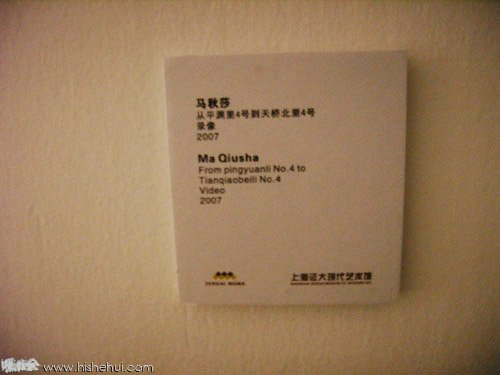 马秋莎
从平渊里4号到天桥北里4号
录像
2007
Ma Qiusha
From pingyuanli No.4 to
Tianqiaobeili No.4
Video
2007
ZENDAI MOMA
上海证大现代艺术馆
www.hishehui.com